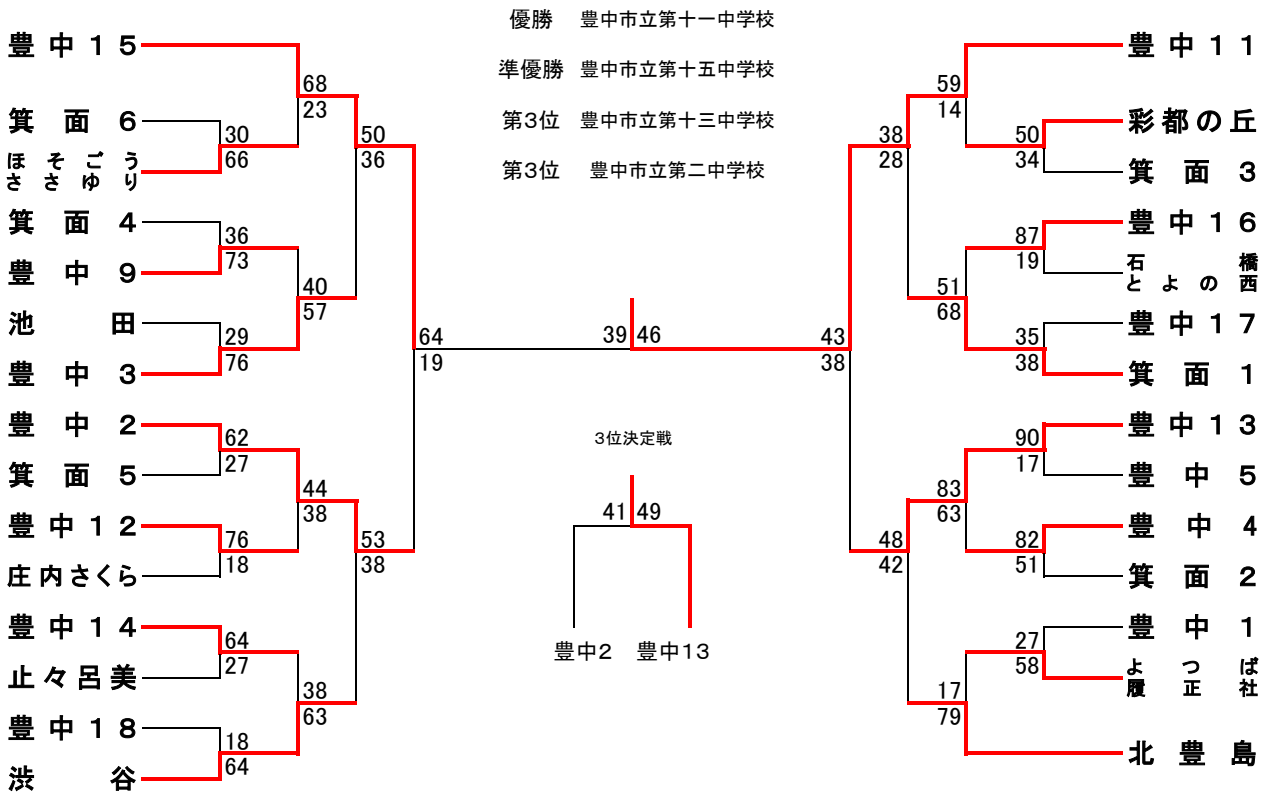 優勝 豊中市立第十一中学校
準優勝 豊中市立第十五中学校
第3位 豊中市立第十三中学校
第3位 豊中市立第二中学校
豊中15
箕面6
ほそごう
ささゆり
箕面4
豊中9
池田
豊中3
豊中2
箕面5
豊中12
庄内さくら
豊中14
止々呂美
豊中18
渋谷
30
66
36
73
29
76
62
27
76
18
64
27
18
64
68
23
40
57
44
38
38
63
50
36
53
38
64
19
39 46
3位決定戦
41 49
豊中2 豊中13
43
38
38
28
48
42
59
14
51
68
83
63
17
79
50
34
87
19
35
38
90
17
82
51
27
58
豊中11
彩都の丘
箕面3
豊中16
石橋
とよの西
豊中17
箕面1
豊中13
豊中5
豊中4
箕面2
豊中1
よつば
履正社
北豊島